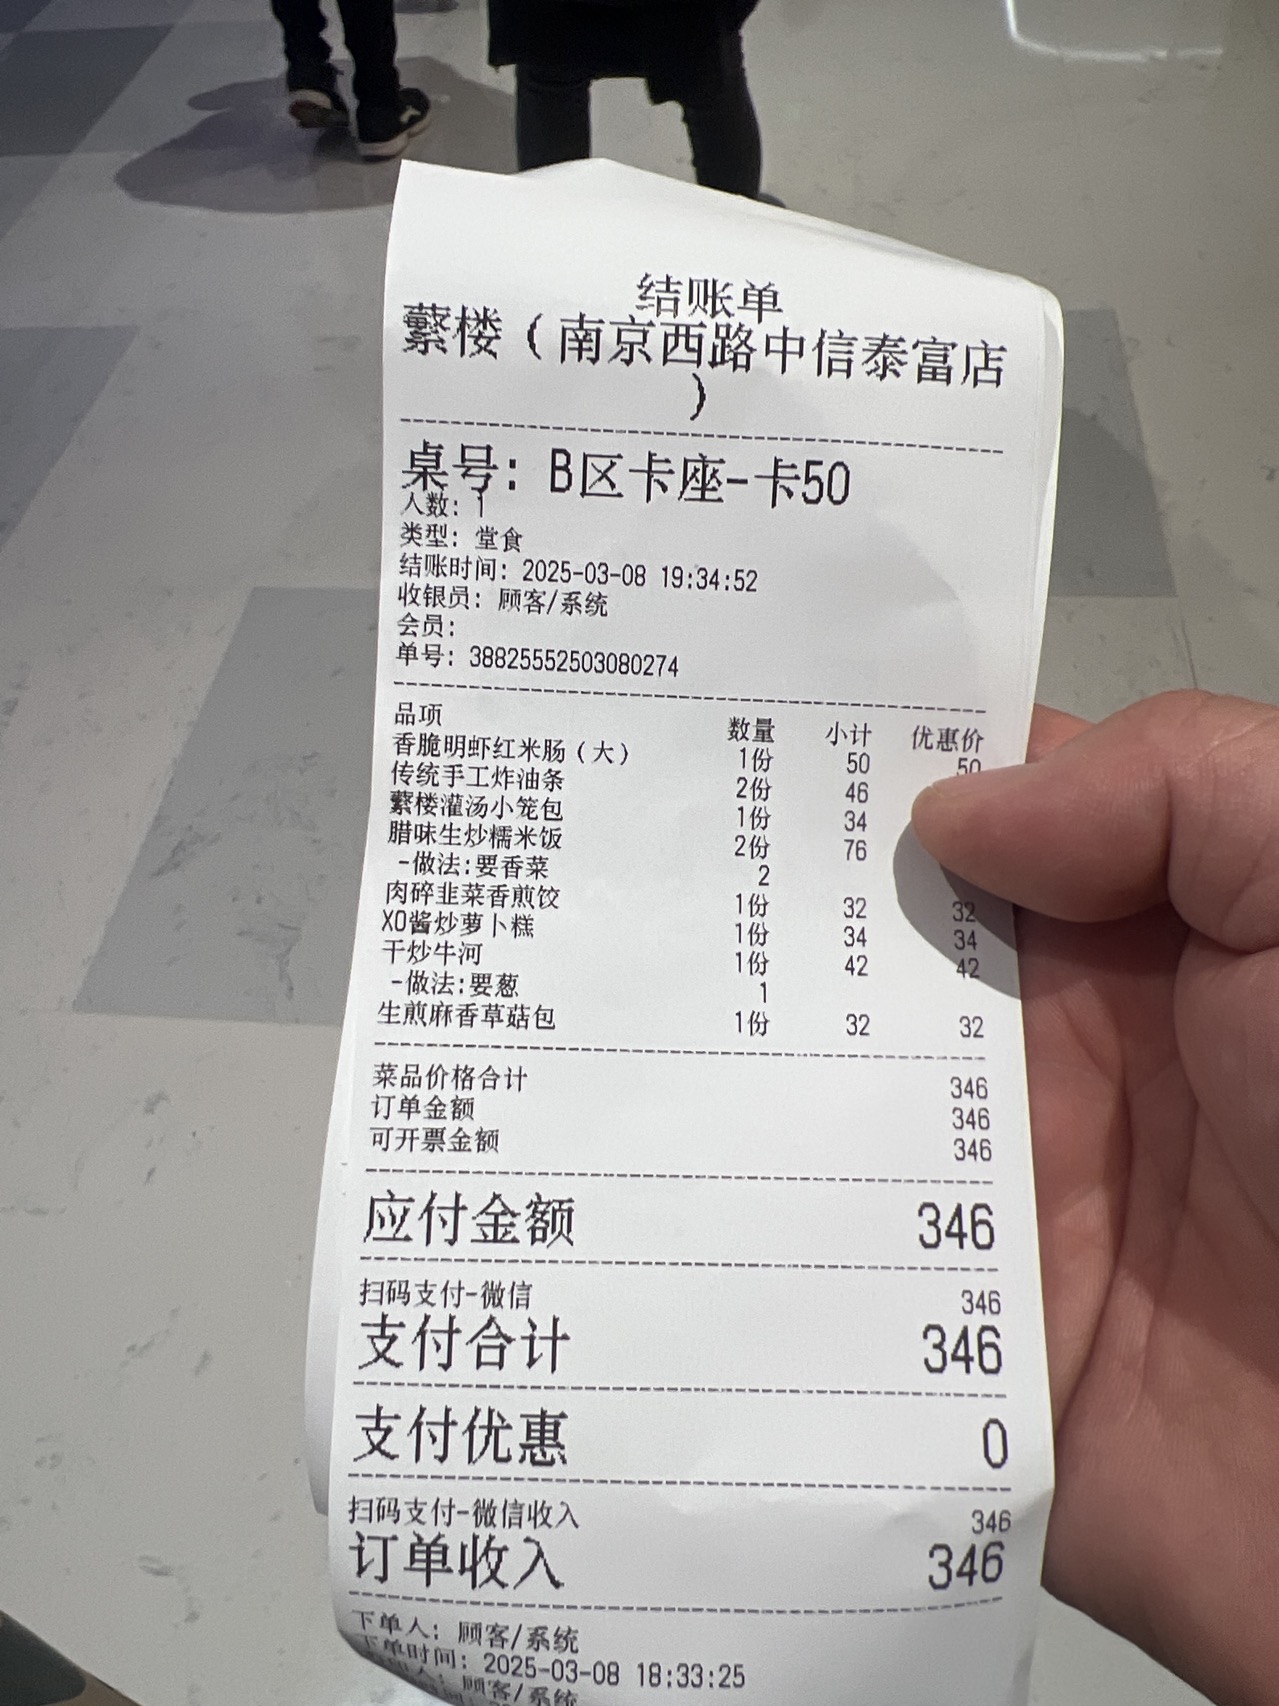 结账单
蘩楼（南京西路中信泰富店
）
桌号: B区卡座-卡50
人数: 1
类型: 堂食
结账时间: 2025-03-08 19:34:52
收银员: 顾客/系统
会员:
单号: 38825552503080274
品项 数量 小计 优惠价
香脆明虾红米肠（大） 1份 50 50
传统手工炸油条 2份 46
蘩楼灌汤小笼包 1份 34
腊味生炒糯米饭 2份 76
-做法:要香菜 2
肉碎韭菜香煎饺 1份 32 32
XO酱炒萝卜糕 1份 34 34
干炒牛河 1份 42 42
-做法:要葱 1
生煎麻香草菇包 1份 32 32
菜品价格合计 346
订单金额 346
可开票金额 346
应付金额 346
扫码支付-微信 346
支付合计 346
支付优惠 0
扫码支付-微信收入 346
订单收入 346
下单人: 顾客/系统
下单时间: 2025-03-08 18:33:25
顾客/系统